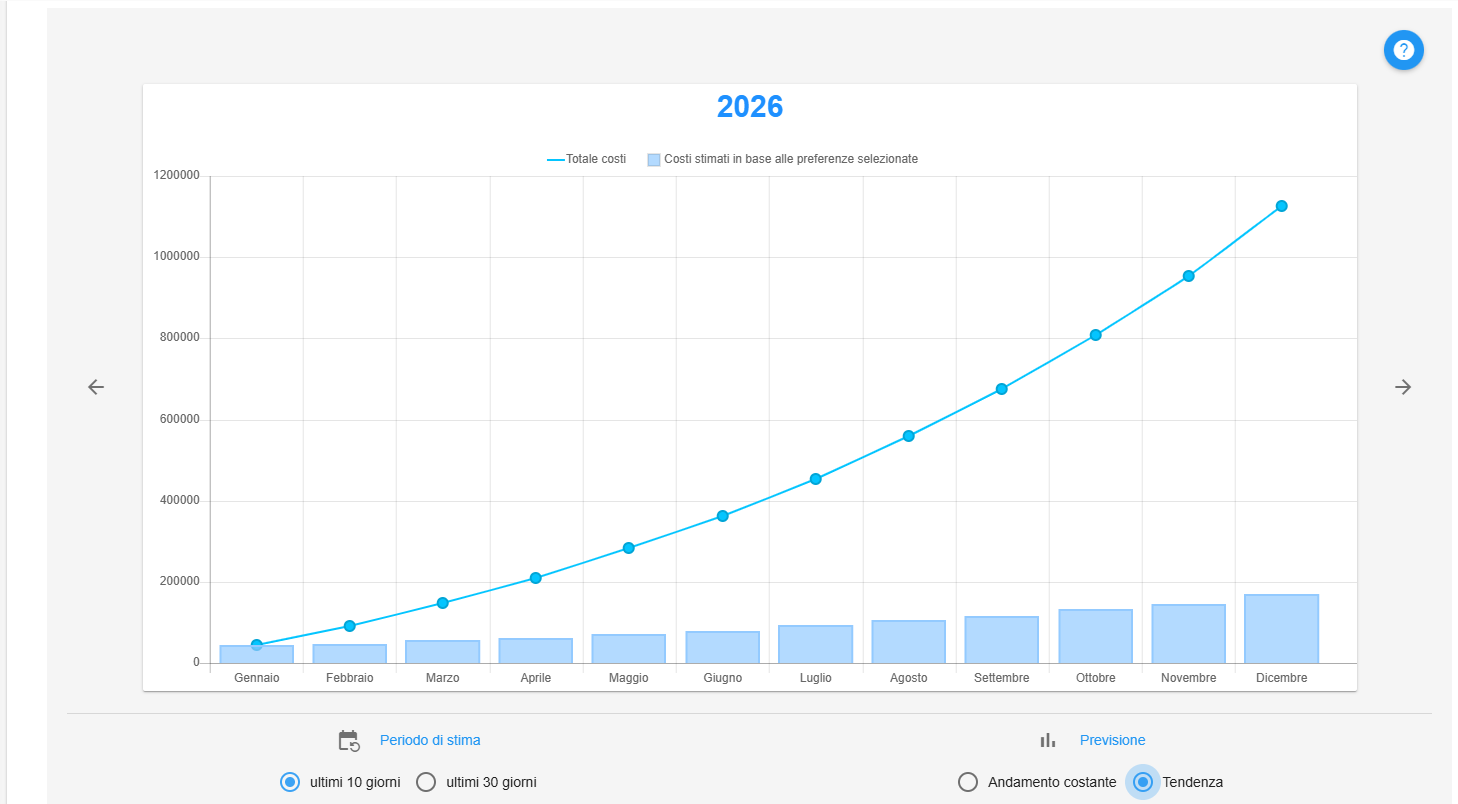 ?
2026
Totale costi Costi stimati in base alle preferenze selezionate
1200000
1000000
800000
600000
400000
200000
0
Gennaio Febbraio Marzo Aprile Maggio Giugno Luglio Agosto Settembre Ottobre Novembre Dicembre
Periodo di stima Previsione
ultimi 10 giorni ultimi 30 giorni Andamento costante Tendenza